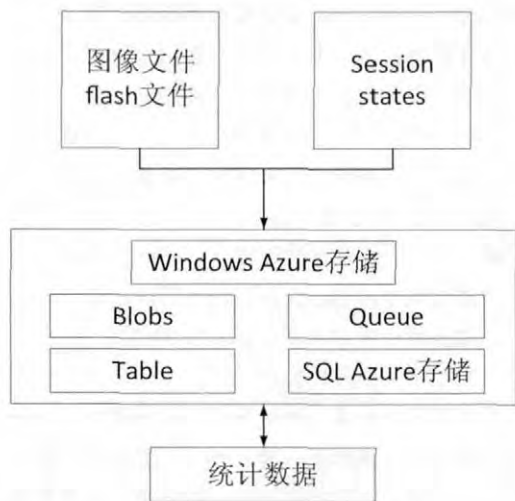 图像文件
flash文件
Session
states
Windows Azure存储
Blobs
Queue
Table
SQL Azure存储
统计数据